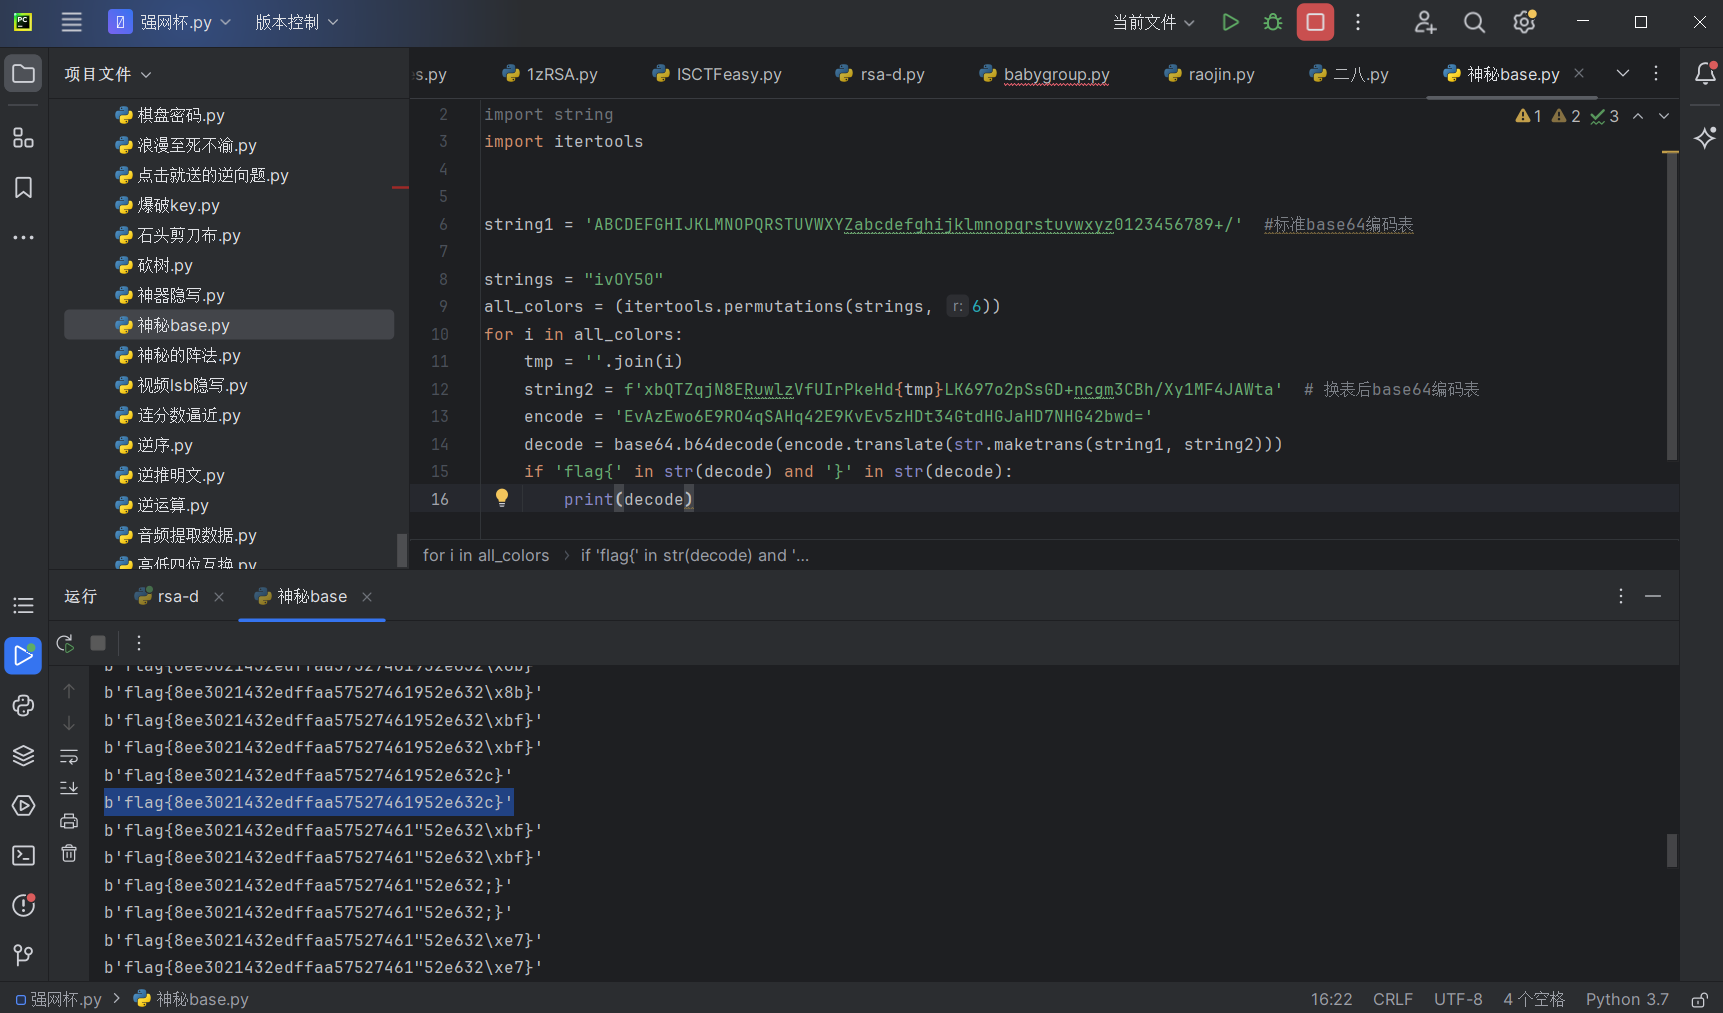 强网杯.py 版本控制 当前文件
项目文件
s.py 1zRSA.py ISCTFeasy.py rsa-d.py babygroup.py raojin.py 二八.py 神秘base.py
棋盘密码.py
浪漫至死不渝.py
点击就送的逆向题.py
爆破key.py
石头剪刀布.py
砍树.py
神器隐写.py
神秘base.py
神秘的阵法.py
视频lsb隐写.py
连分数逼近.py
逆序.py
逆推明文.py
逆运算.py
音频提取数据.py
高低四位互换.py
1 2 3
2 import string
3 import itertools
4
5
6 string1 = 'ABCDEFGHIJKLMNOPQRSTUVWXYZabcdefghijklmnopqrstuvwxyz0123456789+/' #标准base64编码表
7
8 strings = "ivOY50"
9 all_colors = (itertools.permutations(strings, r: 6))
10 for i in all_colors:
11 tmp = ''.join(i)
12 string2 = f'xbQTZqjN8ERuwlzVfUIrPkeHd{tmp}LK697o2pSsGD+ncgm3CBh/Xy1MF4JAWta' # 换表后base64编码表
13 encode = 'EvAzEwo6E9RO4qSAHq42E9KvEv5zHDt34GtdHGJaHD7NHG42bwd='
14 decode = base64.b64decode(encode.translate(str.maketrans(string1, string2)))
15 if 'flag{' in str(decode) and '}' in str(decode):
16 print(decode)
for i in all_colors › if 'flag{' in str(decode) and '...
运行 rsa-d 神秘base
b'flag{8ee3021432edffaa57527461952e632\x8b}'
b'flag{8ee3021432edffaa57527461952e632\x8b}'
b'flag{8ee3021432edffaa57527461952e632\xbf}'
b'flag{8ee3021432edffaa57527461952e632\xbf}'
b'flag{8ee3021432edffaa57527461952e632c}'
b'flag{8ee3021432edffaa57527461952e632c}'
b'flag{8ee3021432edffaa57527461"52e632\xbf}'
b'flag{8ee3021432edffaa57527461"52e632\xbf}'
b'flag{8ee3021432edffaa57527461"52e632;}'
b'flag{8ee3021432edffaa57527461"52e632;}'
b'flag{8ee3021432edffaa57527461"52e632\xe7}'
b'flag{8ee3021432edffaa57527461"52e632\xe7}'
强网杯.py › 神秘base.py 16:22 CRLF UTF-8 4 个空格 Python 3.7